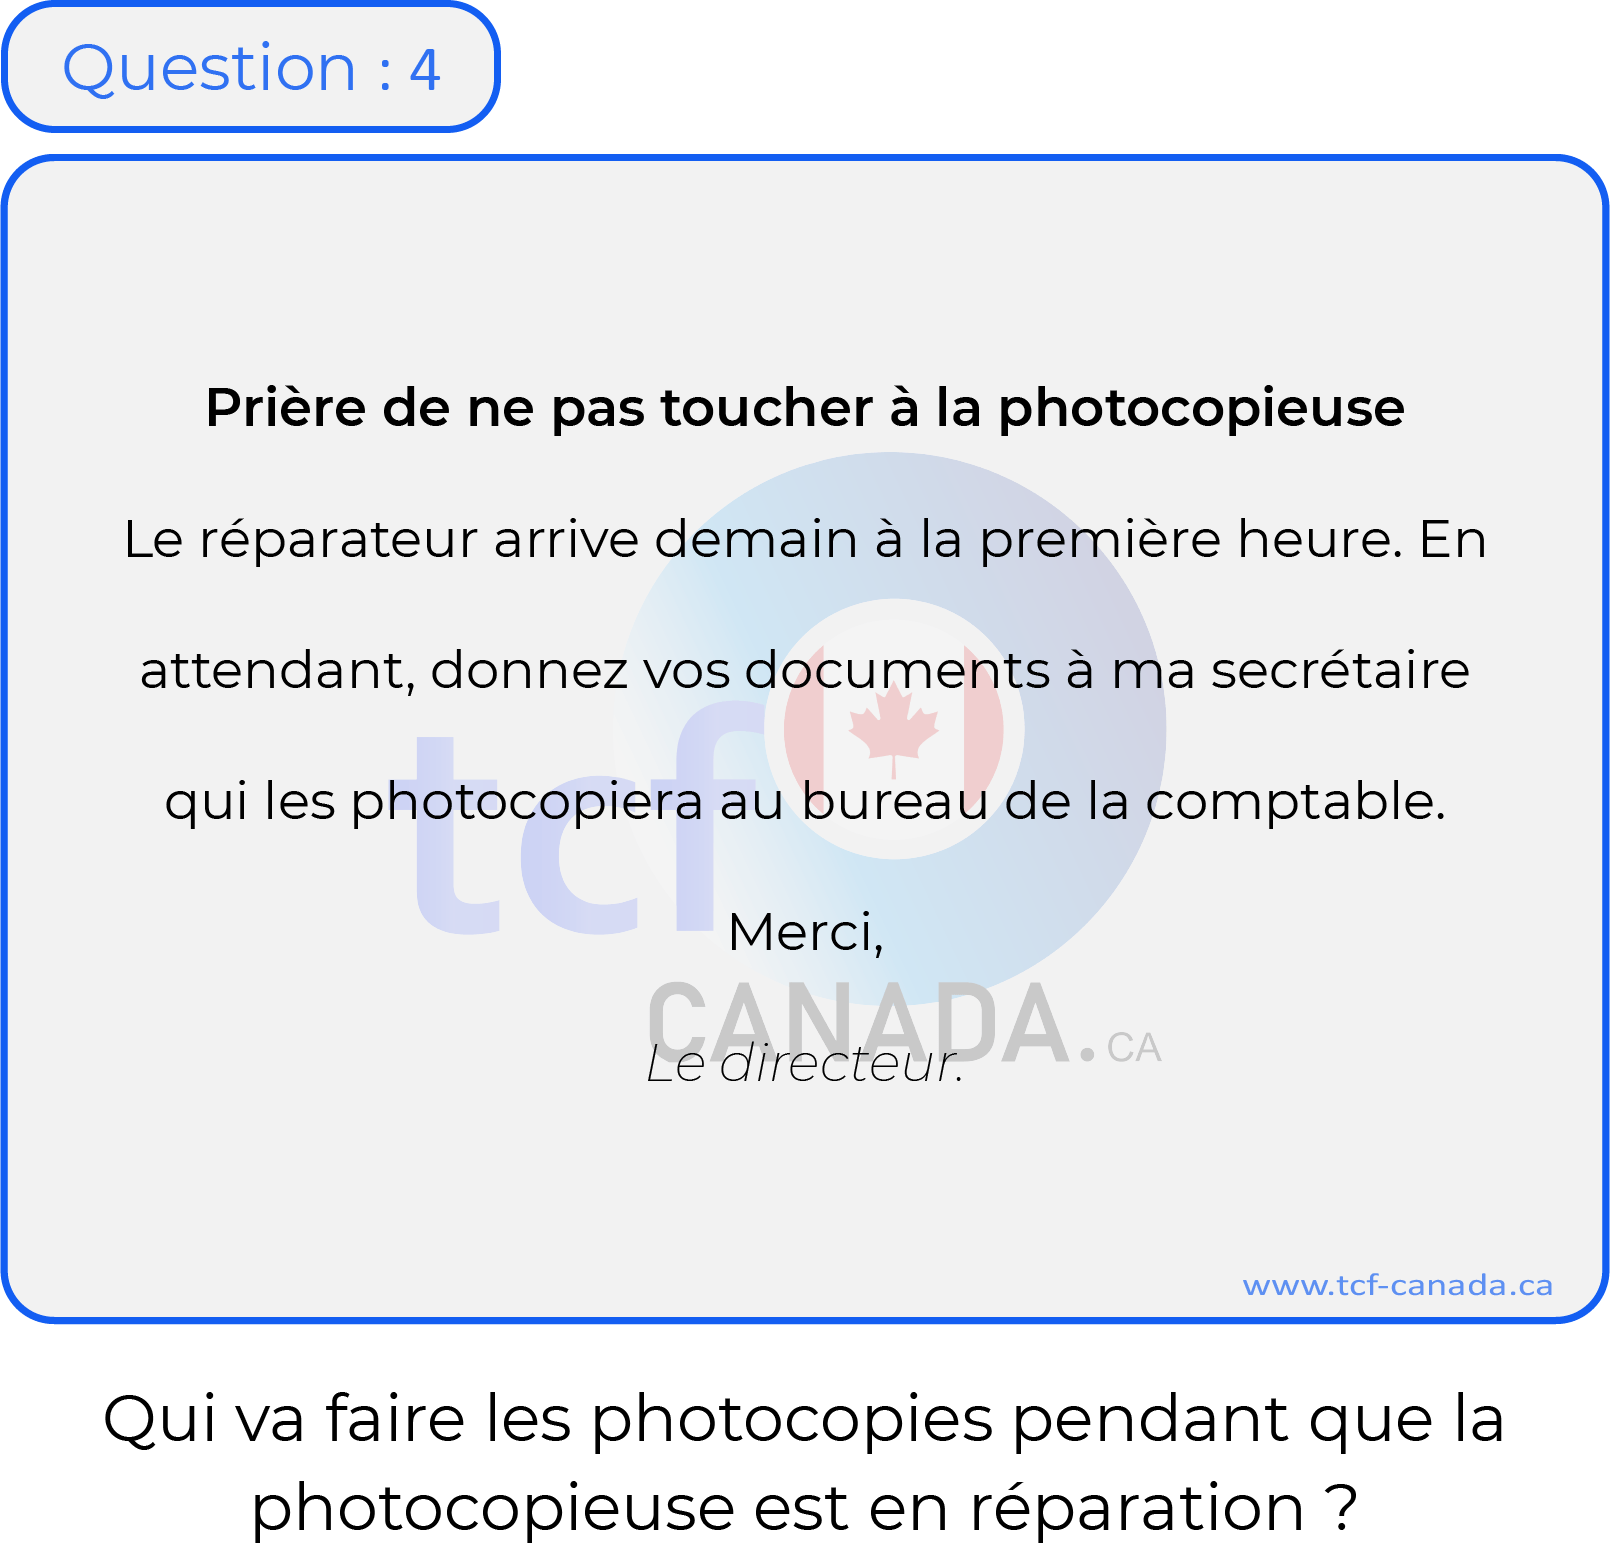 Question : 4
Prière de ne pas toucher à la photocopieuse
Le réparateur arrive demain à la première heure. En
attendant, donnez vos documents à ma secrétaire
qui les photocopiera au bureau de la comptable.
Merci,
Le directeur.
tcf
CANADA.CA
www.tcf-canada.ca
Qui va faire les photocopies pendant que la
photocopieuse est en réparation ?